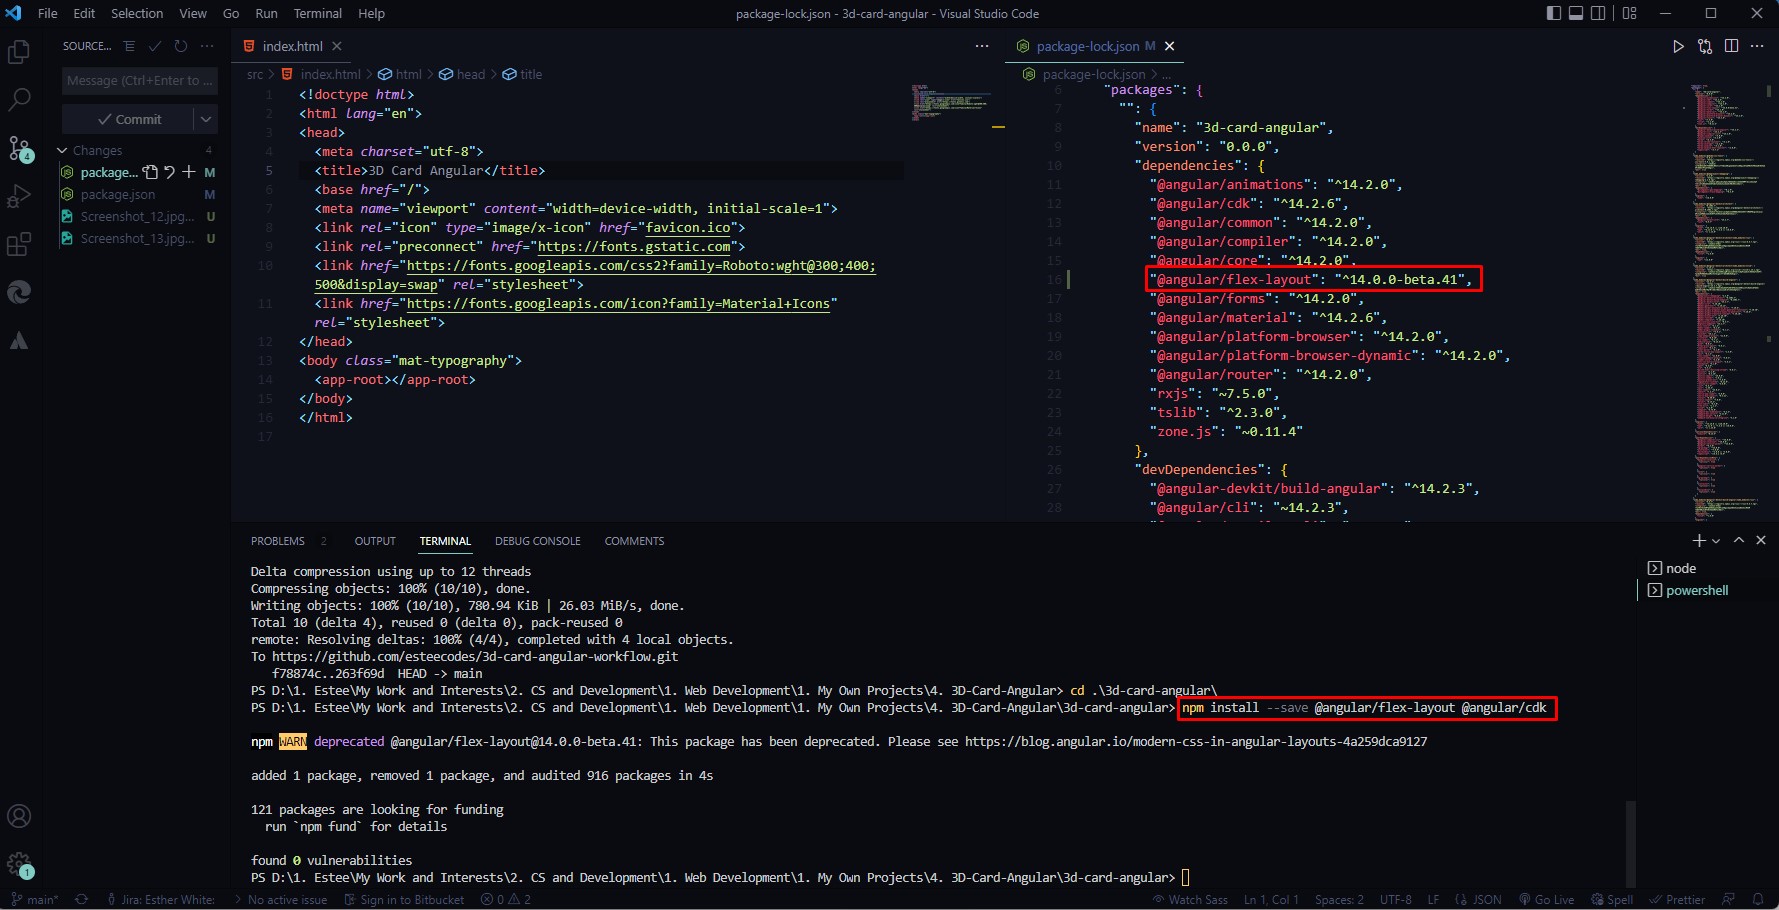 File Edit Selection View Go Run Terminal Help
package-lock.json - 3d-card-angular - Visual Studio Code
SOURCE...
Message (Ctrl+Enter to ...
Commit
Changes 4
package... M
package.json M
Screenshot_12.jpg... U
Screenshot_13.jpg... U
4
1
index.html
src > index.html > html > head > title
1 <!doctype html>
2 <html lang="en">
3 <head>
4 <meta charset="utf-8">
5 <title>3D Card Angular</title>
6 <base href="/">
7 <meta name="viewport" content="width=device-width, initial-scale=1">
8 <link rel="icon" type="image/x-icon" href="favicon.ico">
9 <link rel="preconnect" href="https://fonts.gstatic.com">
10 <link href="https://fonts.googleapis.com/css2?family=Roboto:wght@300;400;
500&display=swap" rel="stylesheet">
11 <link href="https://fonts.googleapis.com/icon?family=Material+Icons"
rel="stylesheet">
12 </head>
13 <body class="mat-typography">
14 <app-root></app-root>
15 </body>
16 </html>
17
package-lock.json M
package-lock.json > ...
6 "packages": {
7 "": {
8 "name": "3d-card-angular",
9 "version": "0.0.0",
10 "dependencies": {
11 "@angular/animations": "^14.2.0",
12 "@angular/cdk": "^14.2.6",
13 "@angular/common": "^14.2.0",
14 "@angular/compiler": "^14.2.0",
15 "@angular/core": "^14.2.0",
16 "@angular/flex-layout": "^14.0.0-beta.41",
17 "@angular/forms": "^14.2.0",
18 "@angular/material": "^14.2.6",
19 "@angular/platform-browser": "^14.2.0",
20 "@angular/platform-browser-dynamic": "^14.2.0",
21 "@angular/router": "^14.2.0",
22 "rxjs": "~7.5.0",
23 "tslib": "^2.3.0",
24 "zone.js": "~0.11.4"
25 },
26 "devDependencies": {
27 "@angular-devkit/build-angular": "^14.2.3",
28 "@angular/cli": "~14.2.3",
PROBLEMS 2 OUTPUT TERMINAL DEBUG CONSOLE COMMENTS
node
powershell
Delta compression using up to 12 threads
Compressing objects: 100% (10/10), done.
Writing objects: 100% (10/10), 780.94 KiB | 26.03 MiB/s, done.
Total 10 (delta 4), reused 0 (delta 0), pack-reused 0
remote: Resolving deltas: 100% (4/4), completed with 4 local objects.
To https://github.com/esteecodes/3d-card-angular-workflow.git
f78874c..263f69d HEAD -> main
PS D:\1. Estee\My Work and Interests\2. CS and Development\1. Web Development\1. My Own Projects\4. 3D-Card-Angular> cd .\3d-card-angular\
PS D:\1. Estee\My Work and Interests\2. CS and Development\1. Web Development\1. My Own Projects\4. 3D-Card-Angular\3d-card-angular> npm install --save @angular/flex-layout @angular/cdk
npm WARN deprecated @angular/flex-layout@14.0.0-beta.41: This package has been deprecated. Please see https://blog.angular.io/modern-css-in-angular-layouts-4a259dca9127
added 1 package, removed 1 package, and audited 916 packages in 4s
121 packages are looking for funding
run `npm fund` for details
found 0 vulnerabilities
PS D:\1. Estee\My Work and Interests\2. CS and Development\1. Web Development\1. My Own Projects\4. 3D-Card-Angular\3d-card-angular>
main* Jira: Esther White: No active issue Sign in to Bitbucket 0 2 Watch Sass Ln 1, Col 1 Spaces: 2 UTF-8 LF JSON Go Live Spell Prettier